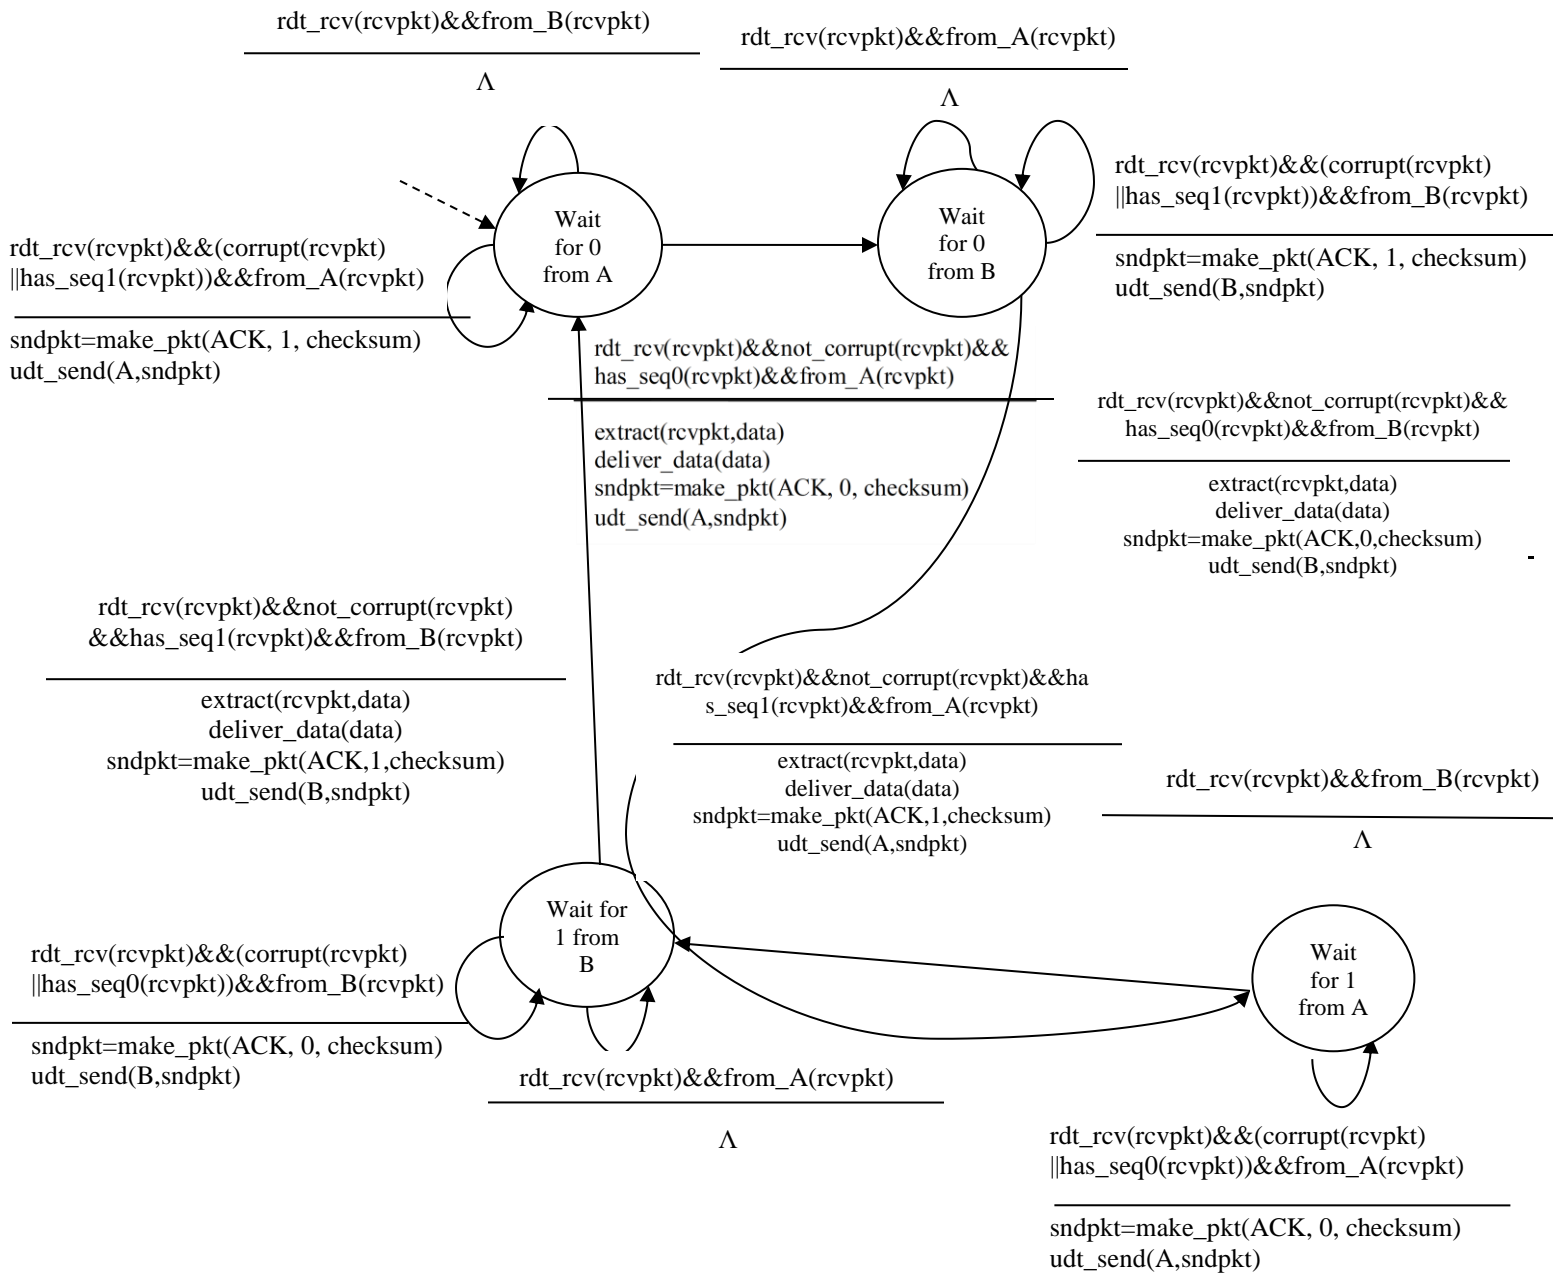 rdt_rcv(rcvpkt)&&from_B(rcvpkt)
Λ
rdt_rcv(rcvpkt)&&from_A(rcvpkt)
Λ
Wait
for 0
from A
Wait
for 0
from B
rdt_rcv(rcvpkt)&&(corrupt(rcvpkt)
||has_seq1(rcvpkt))&&from_B(rcvpkt)
sndpkt=make_pkt(ACK, 1, checksum)
udt_send(B,sndpkt)
rdt_rcv(rcvpkt)&&(corrupt(rcvpkt)
||has_seq1(rcvpkt))&&from_A(rcvpkt)
sndpkt=make_pkt(ACK, 1, checksum)
udt_send(A,sndpkt)
rdt_rcv(rcvpkt)&&not_corrupt(rcvpkt)&&
has_seq0(rcvpkt)&&from_A(rcvpkt)
extract(rcvpkt,data)
deliver_data(data)
sndpkt=make_pkt(ACK, 0, checksum)
udt_send(A,sndpkt)
rdt_rcv(rcvpkt)&&not_corrupt(rcvpkt)&&
has_seq0(rcvpkt)&&from_B(rcvpkt)
extract(rcvpkt,data)
deliver_data(data)
sndpkt=make_pkt(ACK,0,checksum)
udt_send(B,sndpkt)
rdt_rcv(rcvpkt)&&not_corrupt(rcvpkt)
&&has_seq1(rcvpkt)&&from_B(rcvpkt)
extract(rcvpkt,data)
deliver_data(data)
sndpkt=make_pkt(ACK,1,checksum)
udt_send(B,sndpkt)
rdt_rcv(rcvpkt)&&not_corrupt(rcvpkt)&&ha
s_seq1(rcvpkt)&&from_A(rcvpkt)
extract(rcvpkt,data)
deliver_data(data)
sndpkt=make_pkt(ACK,1,checksum)
udt_send(A,sndpkt)
rdt_rcv(rcvpkt)&&from_B(rcvpkt)
Λ
Wait for
1 from
B
Wait
for 1
from A
rdt_rcv(rcvpkt)&&(corrupt(rcvpkt)
||has_seq0(rcvpkt))&&from_B(rcvpkt)
sndpkt=make_pkt(ACK, 0, checksum)
udt_send(B,sndpkt)
rdt_rcv(rcvpkt)&&from_A(rcvpkt)
Λ
rdt_rcv(rcvpkt)&&(corrupt(rcvpkt)
||has_seq0(rcvpkt))&&from_A(rcvpkt)
sndpkt=make_pkt(ACK, 0, checksum)
udt_send(A,sndpkt)